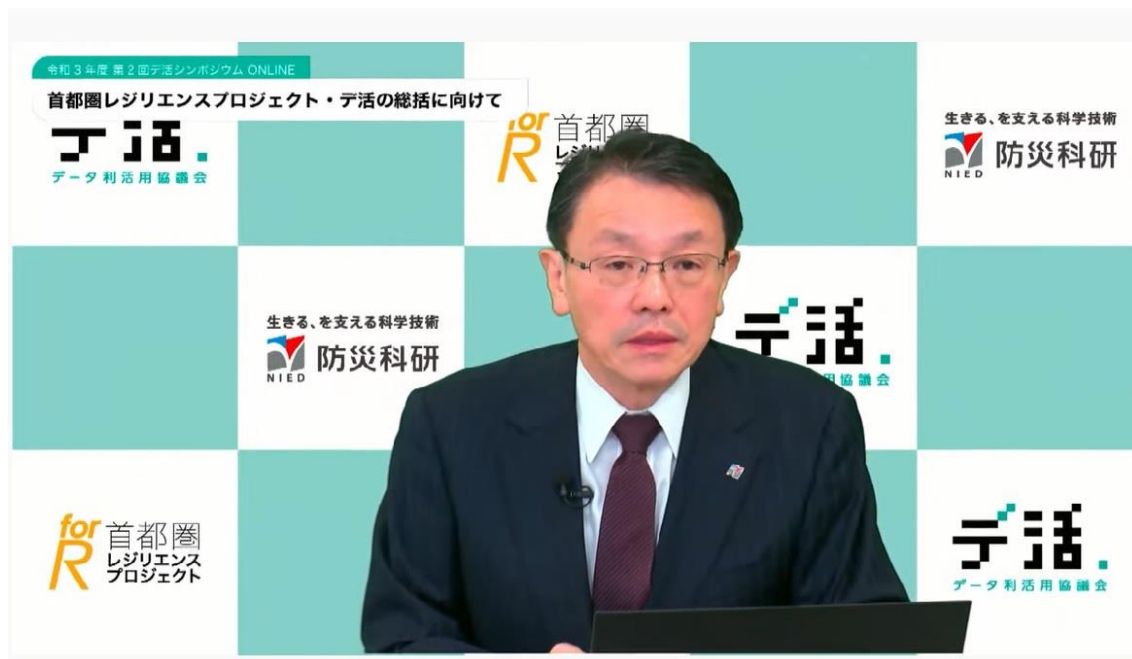 令和3年度 第2回デ活シンポジウム ONLINE
首都圏レジリエンスプロジェクト・デ活の総括に向けて
デ活.
データ利活用協議会
for R
首都圏
生きる、を支える科学技術
NIED
防災科研
生きる、を支える科学技術
NIED
防災科研
デ活.
用協議会
for R
首都圏
レジリエンス
プロジェクト
デ活.
データ利活用協議会